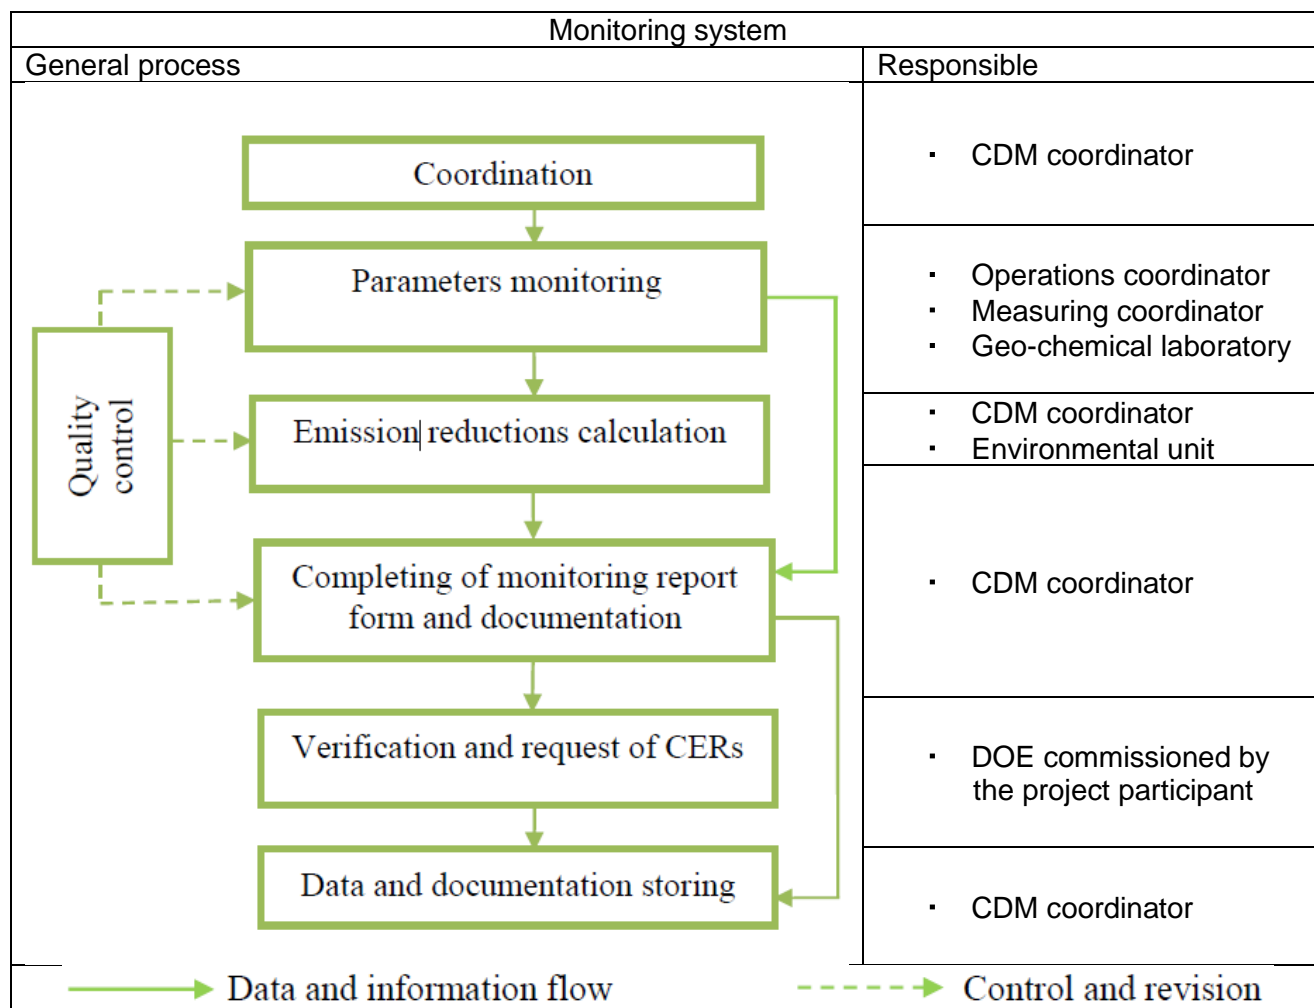 Monitoring system
General process
Responsible
Coordination
▪ CDM coordinator
Parameters monitoring
▪ Operations coordinator
▪ Measuring coordinator
▪ Geo-chemical laboratory
Quality
control
Emission reductions calculation
▪ CDM coordinator
▪ Environmental unit
Completing of monitoring report
form and documentation
▪ CDM coordinator
Verification and request of CERs
▪ DOE commissioned by
the project participant
Data and documentation storing
▪ CDM coordinator
Data and information flow
Control and revision